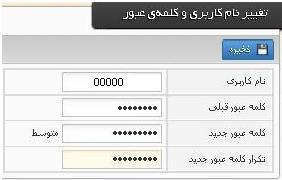 تغییر نام کاربری و کلمه‌ی عبور
ذخیره
نام کاربری 00000
کلمه عبور قبلی ••••••••
کلمه عبور جدید •••••••• متوسط
تکرار کلمه عبور جدید •••••••••